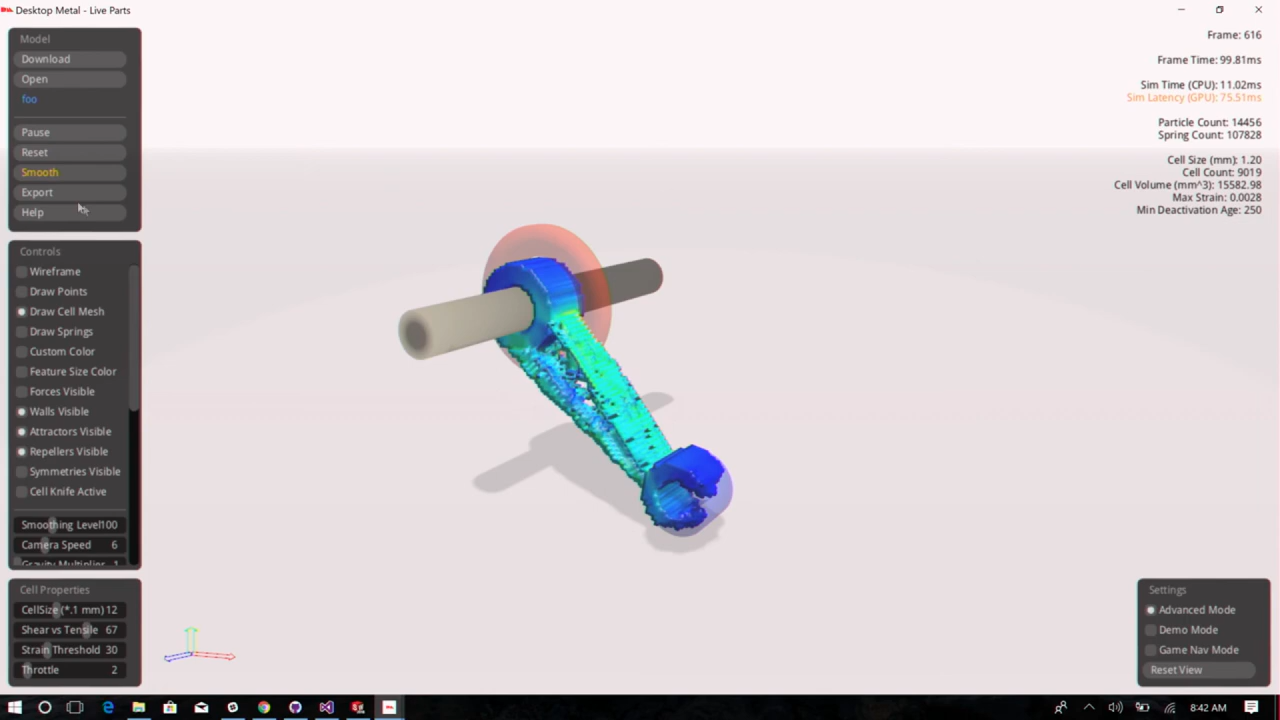 Desktop Metal - Live Parts
Model
Download
Open
foo
Pause
Reset
Smooth
Export
Help
Controls
Wireframe
Draw Points
Draw Cell Mesh
Draw Springs
Custom Color
Feature Size Color
Forces Visible
Walls Visible
Attractors Visible
Repellers Visible
Symmetries Visible
Cell Knife Active
Smoothing Level100
Camera Speed 6
Gravity Multiplier 1
Cell Properties
CellSize (*.1 mm) 12
Shear vs Tensile 67
Strain Threshold 30
Throttle 2
Frame: 616
Frame Time: 99.81ms
Sim Time (CPU): 11.02ms
Sim Latency (GPU): 75.51ms
Particle Count: 14456
Spring Count: 107828
Cell Size (mm): 1.20
Cell Count: 9019
Cell Volume (mm^3): 15582.98
Max Strain: 0.0028
Min Deactivation Age: 250
Settings
Advanced Mode
Demo Mode
Game Nav Mode
Reset View
8:42 AM